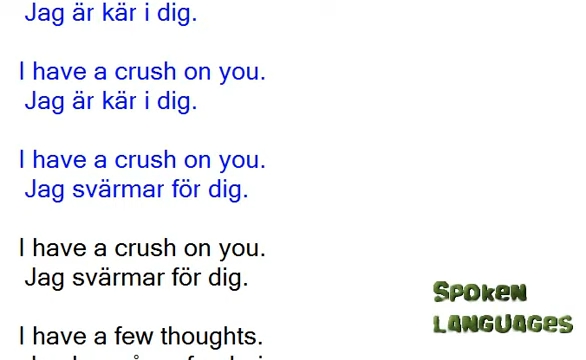 Jag är kär i dig.
I have a crush on you.
Jag är kär i dig.
I have a crush on you.
Jag svärmar för dig.
I have a crush on you.
Jag svärmar för dig.
I have a few thoughts.
SPOKEN
LANGUAGES